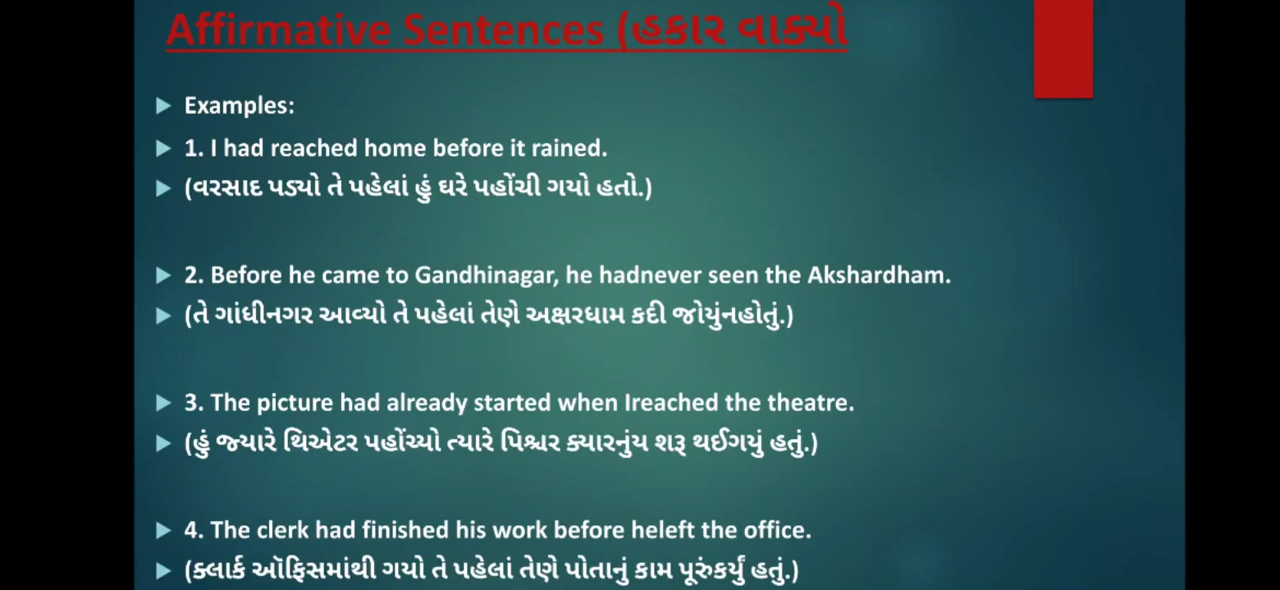 Affirmative Sentences (હકાર વાક્યો
Examples:
1. I had reached home before it rained.
(વરસાદ પડ્યો તે પહેલાં હું ઘરે પહોંચી ગયો હતો.)
2. Before he came to Gandhinagar, he hadnever seen the Akshardham.
(તે ગાંધીનગર આવ્યો તે પહેલાં તેણે અક્ષરધામ કદી જોયુંનહોતું.)
3. The picture had already started when Ireached the theatre.
(હું જ્યારે થિએટર પહોંચ્યો ત્યારે પિશ્ચર ક્યારનુંય શરૂ થઈગયું હતું.)
4. The clerk had finished his work before heleft the office.
(ક્લાર્ક ઑફિસમાંથી ગયો તે પહેલાં તેણે પોતાનું કામ પૂરુંકર્યું હતું.)